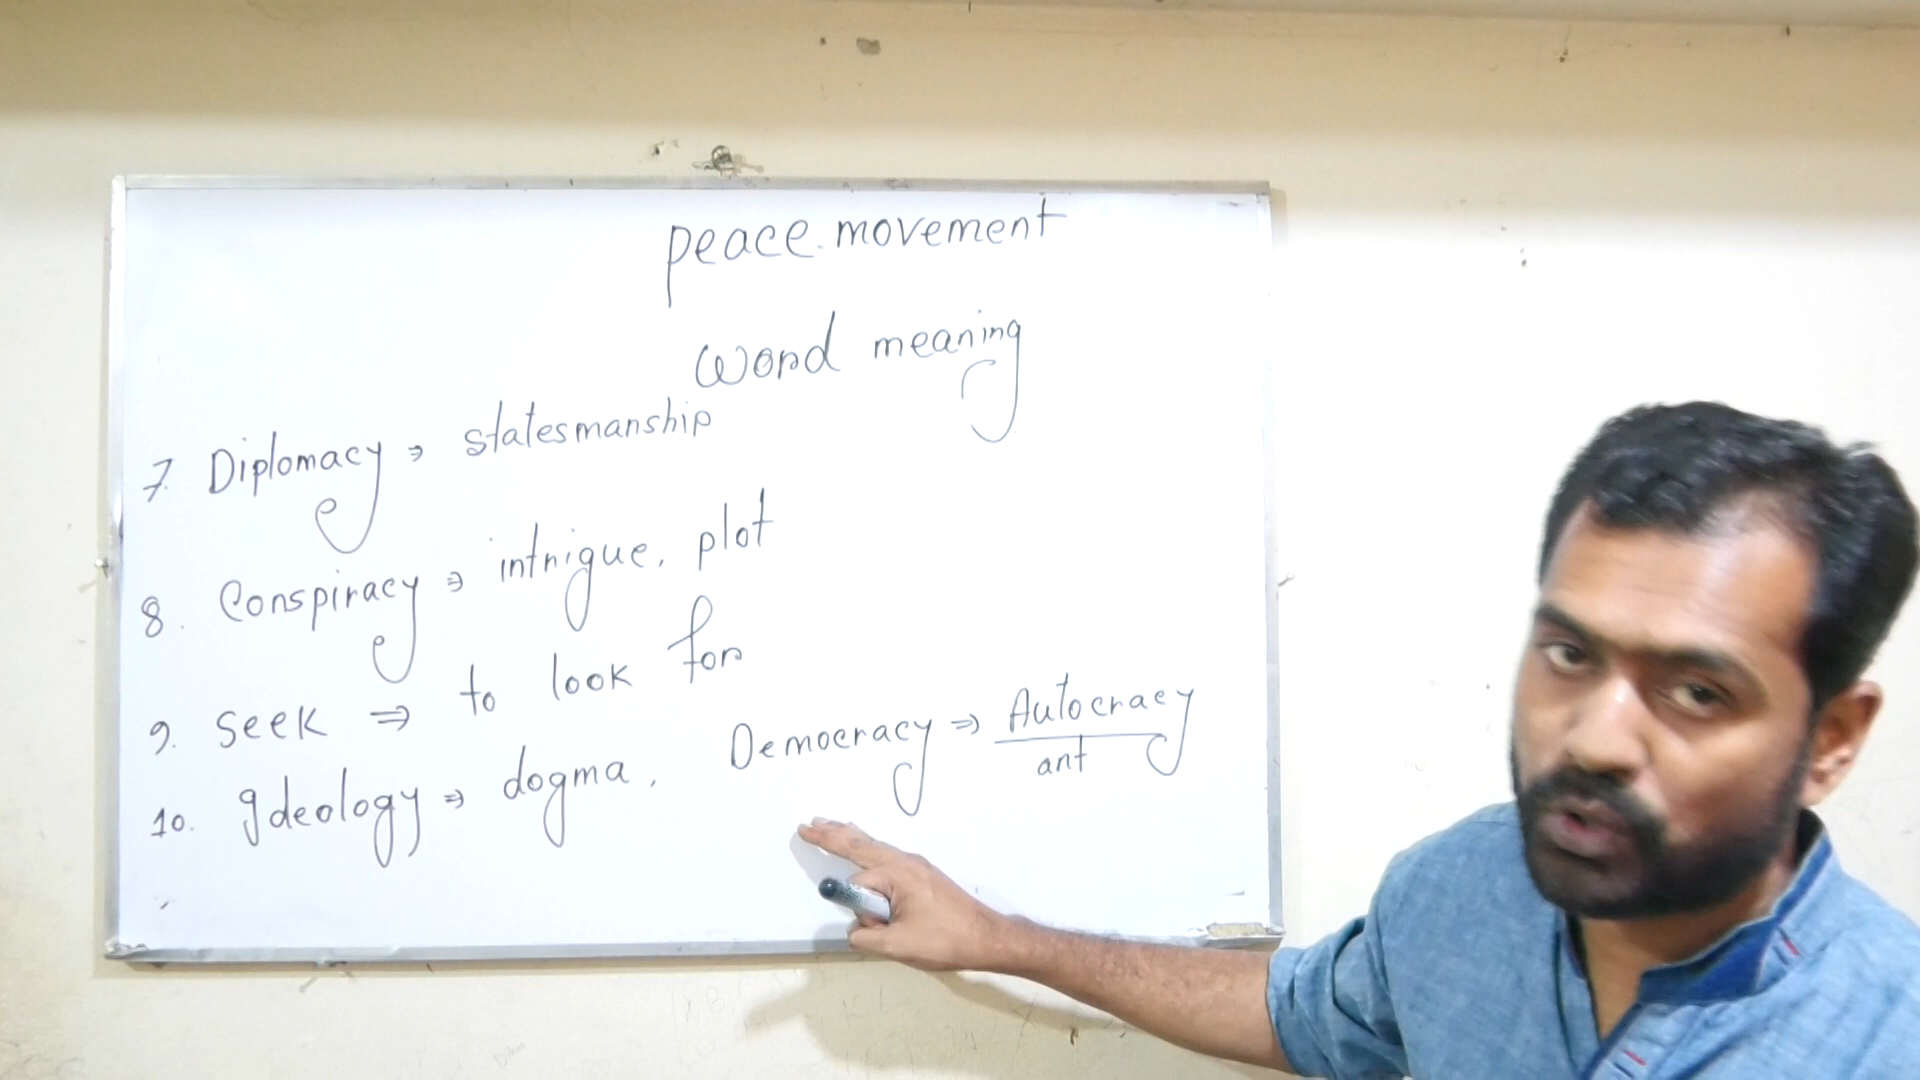 peace movement
word meaning
7. Diplomacy ⇒ statesmanship
8. Conspiracy ⇒ intrigue, plot
9. Seek ⇒ to look for
10. Ideology ⇒ dogma, Democracy ⇒ Autocracy
ant